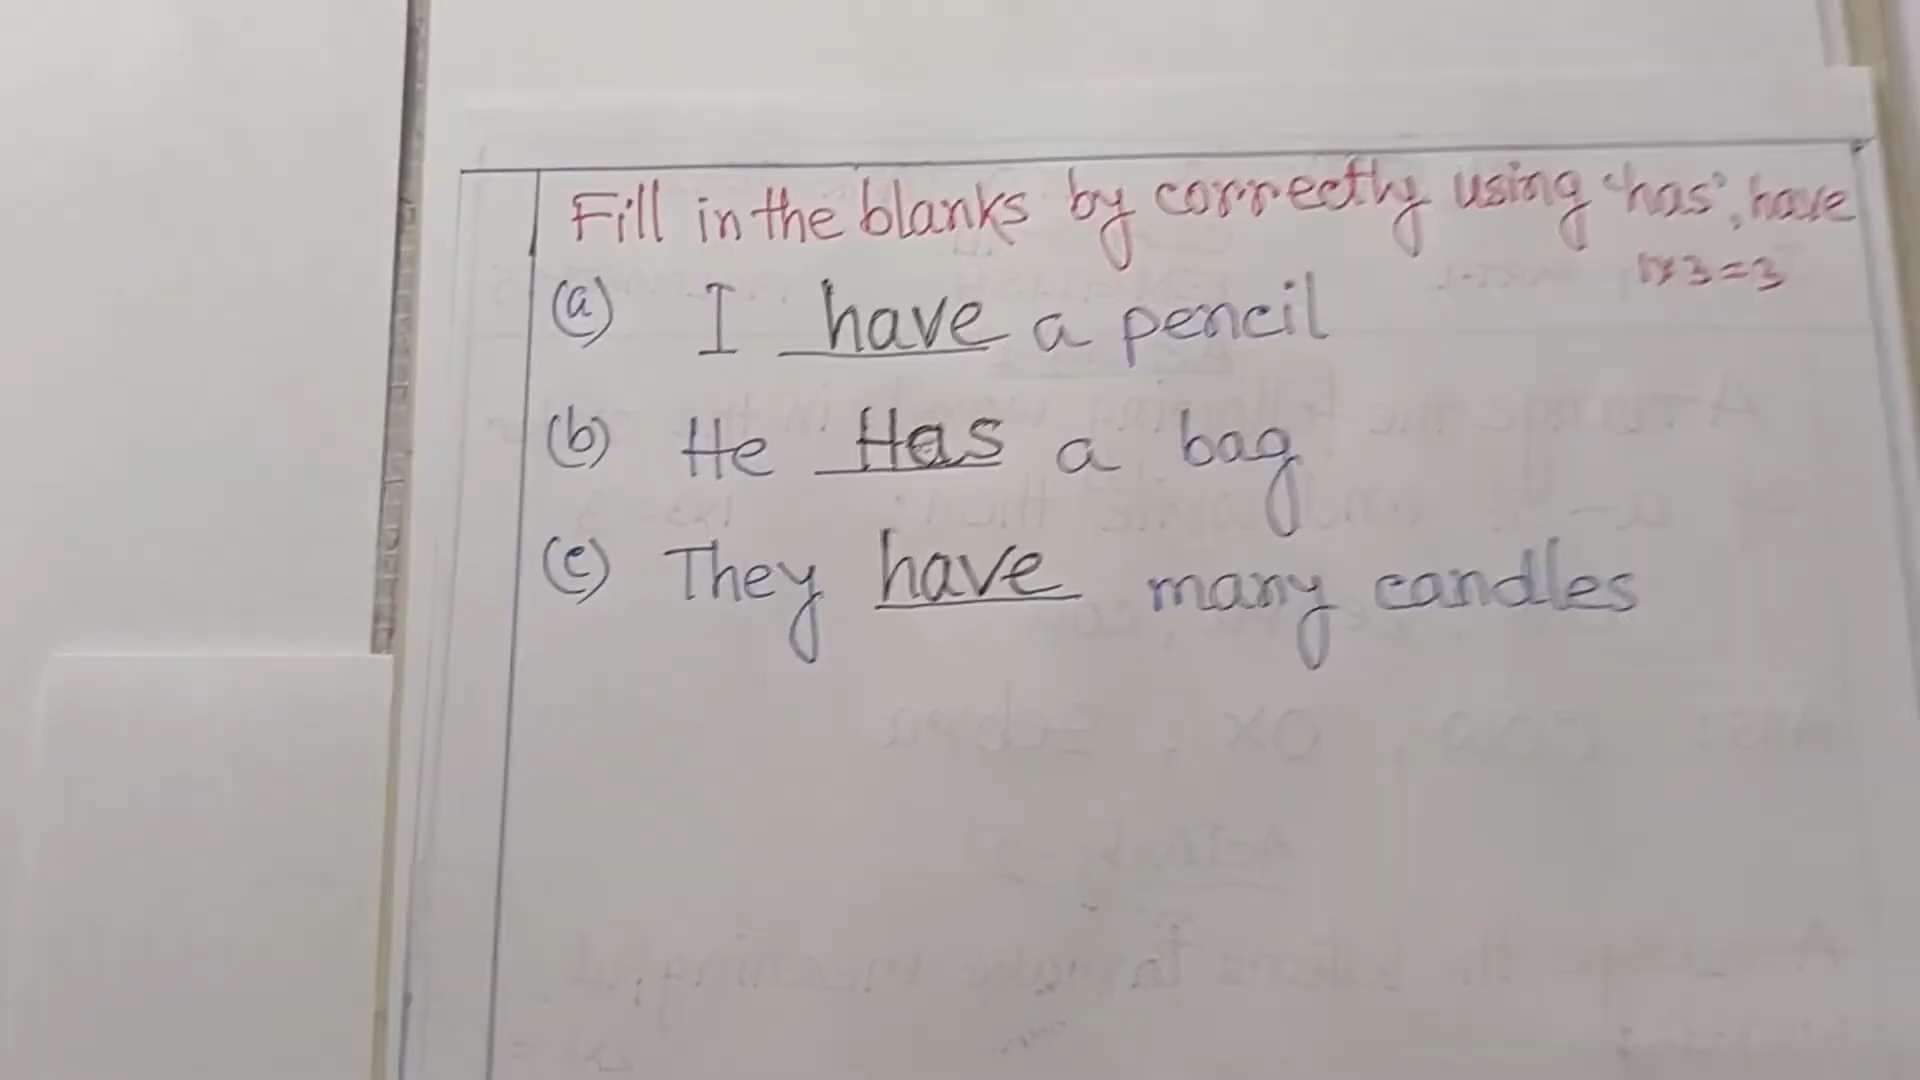 Fill in the blanks by correctly using 'has', have
1×3=3
(a) I have a pencil
(b) He Has a bag
(c) They have many candles